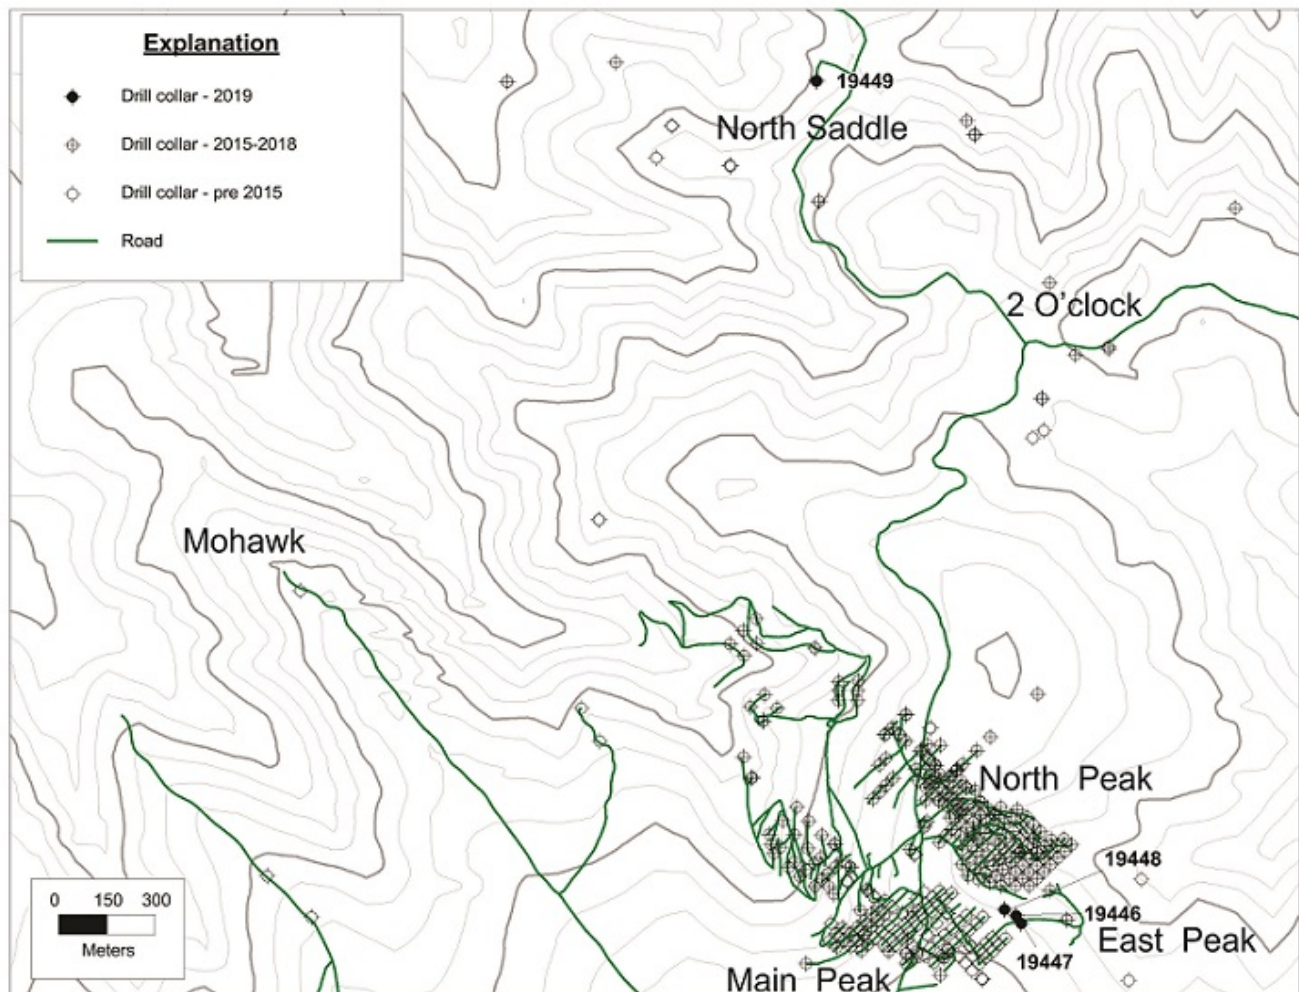 Explanation
Drill collar - 2019
Drill collar - 2015-2018
Drill collar - pre 2015
Road
19449
North Saddle
2 O'clock
Mohawk
North Peak
19448
19446
East Peak
19447
Main Peak
0 150 300
Meters